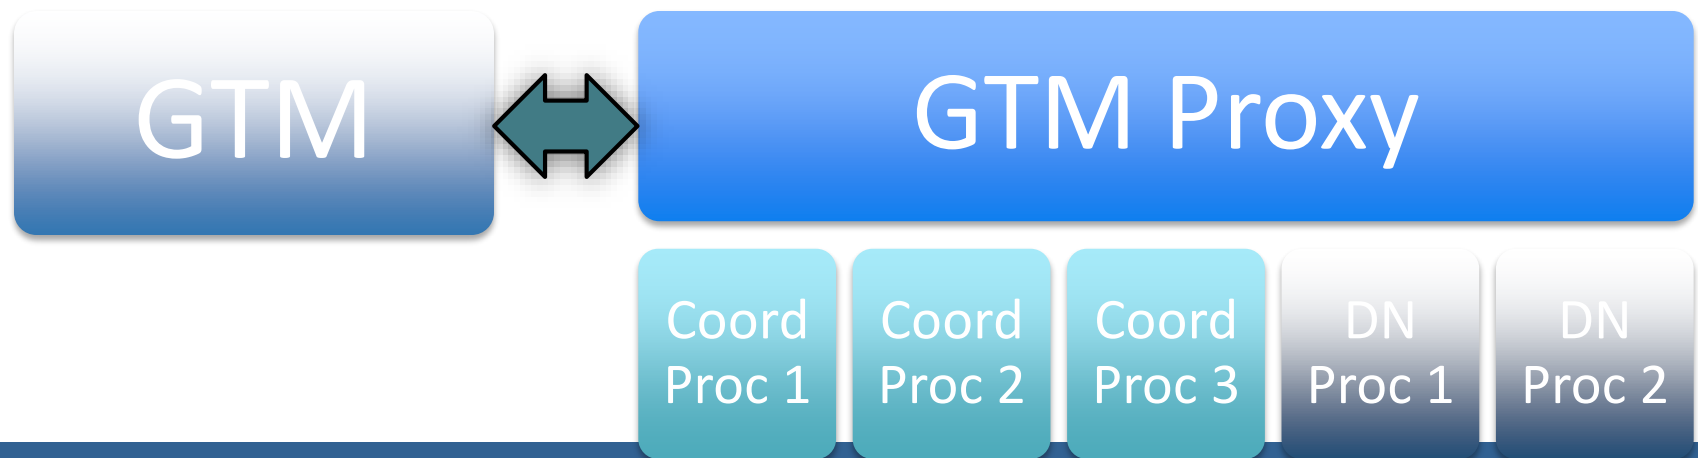 GTM
GTM Proxy
Coord
Proc 1
Coord
Proc 2
Coord
Proc 3
DN
Proc 1
DN
Proc 2